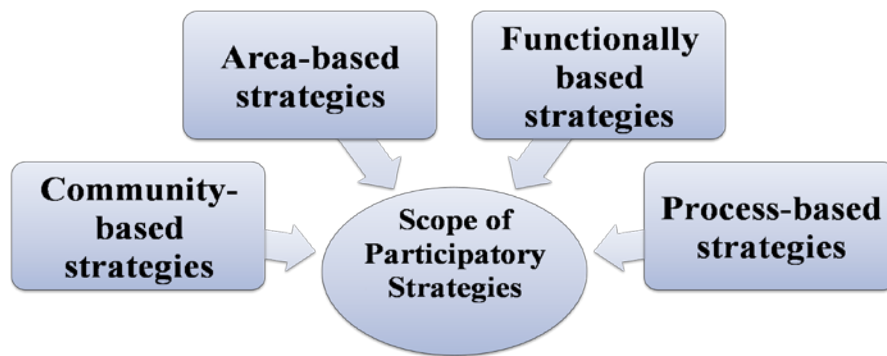 Community-
based
strategies
Area-based
strategies
Functionally
based
strategies
Process-based
strategies
Scope of
Participatory
Strategies